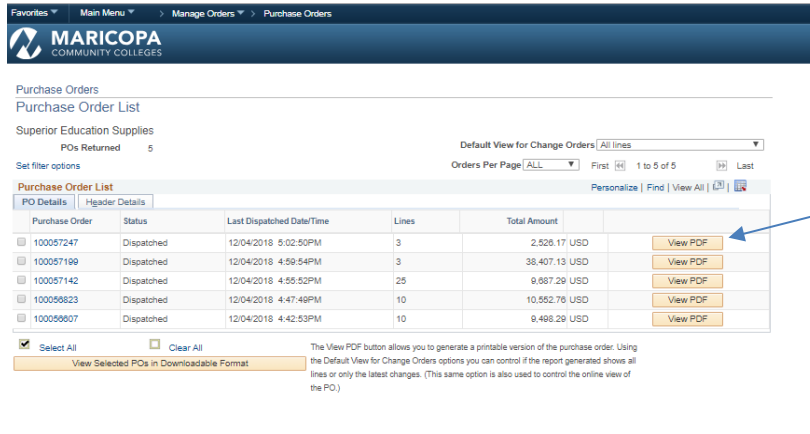 Favorites Main Menu > Manage Orders > Purchase Orders
MARICOPA
COMMUNITY COLLEGES
Purchase Orders
Purchase Order List
Superior Education Supplies
POs Returned 5
Default View for Change Orders All lines
Set filter options
Orders Per Page ALL First 1 to 5 of 5 Last
Purchase Order List Personalize | Find | View All | |
PO Details Header Details
Purchase Order Status Last Dispatched Date/Time Lines Total Amount
100057247 Dispatched 12/04/2018 5:02:50PM 3 2,526.17 USD View PDF
100057199 Dispatched 12/04/2018 4:59:54PM 3 38,407.13 USD View PDF
100057142 Dispatched 12/04/2018 4:55:52PM 25 9,687.29 USD View PDF
100056823 Dispatched 12/04/2018 4:47:49PM 10 10,552.76 USD View PDF
100056607 Dispatched 12/04/2018 4:42:53PM 10 9,498.29 USD View PDF
Select All Clear All
View Selected POs in Downloadable Format
The View PDF button allows you to generate a printable version of the purchase order. Using
the Default View for Change Orders options you can control if the report generated shows all
lines or only the latest changes. (This same option is also used to control the online view of
the PO.)